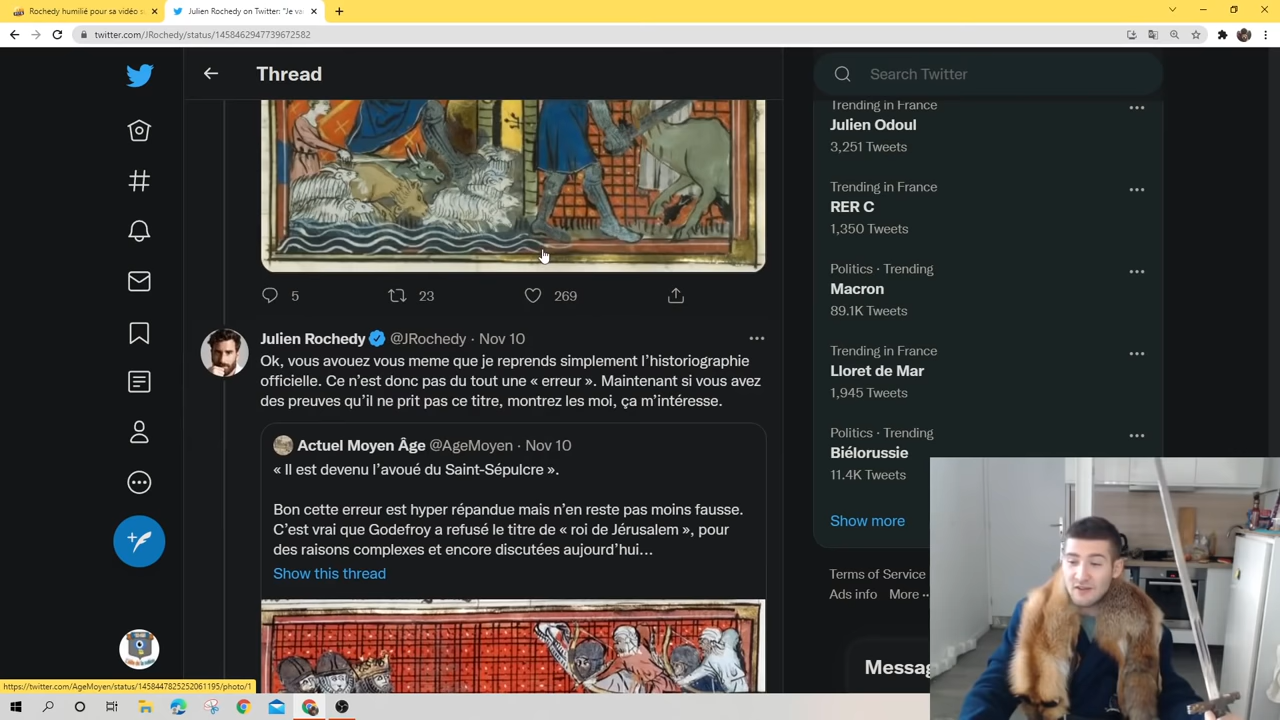 Rochedy humilié pour sa vidéo s
Julien Rochedy on Twitter: "Je va
twitter.com/JRochedy/status/1458462947739672582
Thread
Search Twitter
Trending in France
Julien Odoul
3,251 Tweets
Trending in France
RER C
1,350 Tweets
Politics · Trending
Macron
89.1K Tweets
Trending in France
Lloret de Mar
1,945 Tweets
Politics · Trending
Biélorussie
11.4K Tweets
Show more
Terms of Service
Ads info More ··
Messag
5 23 269
Julien Rochedy @JRochedy · Nov 10
Ok, vous avouez vous meme que je reprends simplement l'historiographie
officielle. Ce n'est donc pas du tout une « erreur ». Maintenant si vous avez
des preuves qu'il ne prit pas ce titre, montrez les moi, ça m'intéresse.
Actuel Moyen Âge @AgeMoyen · Nov 10
« Il est devenu l'avoué du Saint-Sépulcre ».
Bon cette erreur est hyper répandue mais n'en reste pas moins fausse.
C'est vrai que Godefroy a refusé le titre de « roi de Jérusalem », pour
des raisons complexes et encore discutées aujourd'hui...
Show this thread
https://twitter.com/AgeMoyen/status/1458447825252061195/photo/1